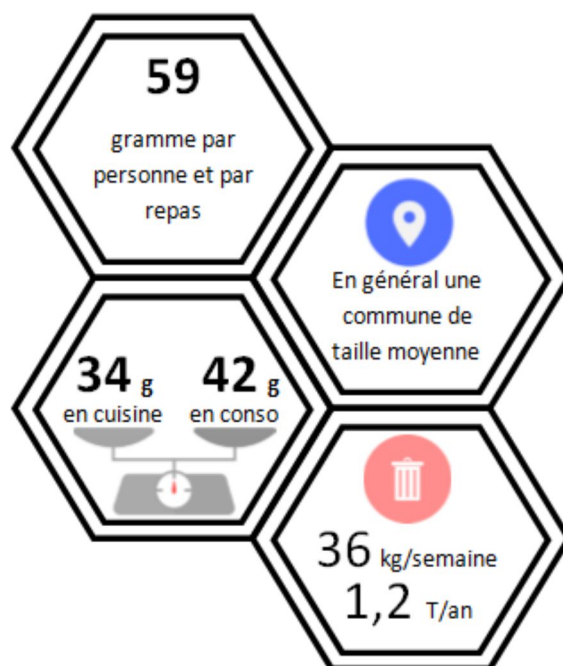 59
gramme par
personne et par
repas
En général une
commune de
taille moyenne
34 g 42 g
en cuisine en conso
36 kg/semaine
1,2 T/an